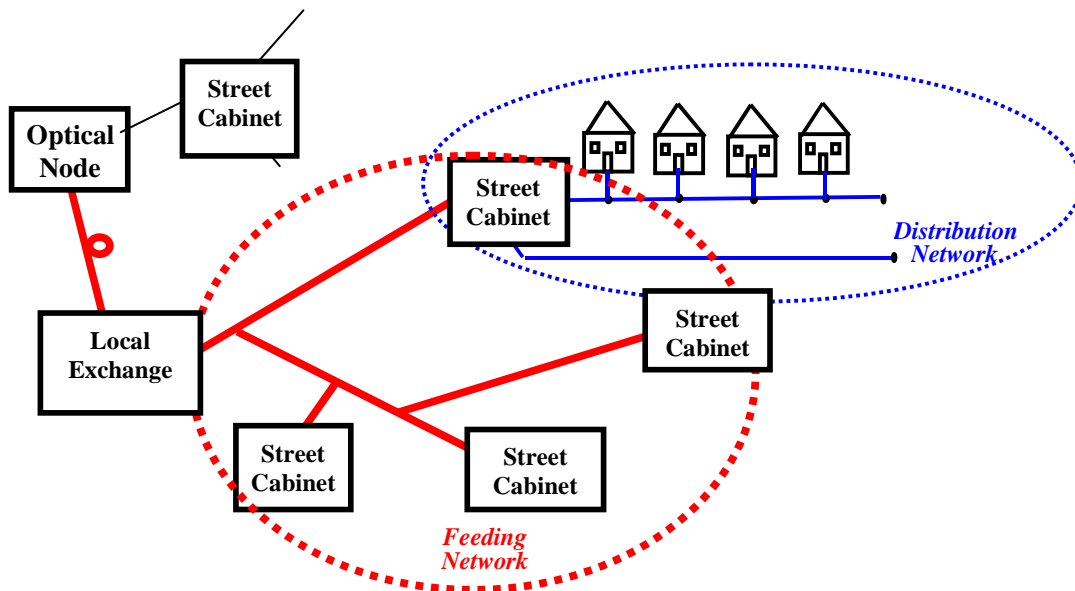 Street
Cabinet
Optical
Node
Street
Cabinet
Distribution
Network
Local
Exchange
Street
Cabinet
Street
Cabinet
Street
Cabinet
Feeding
Network